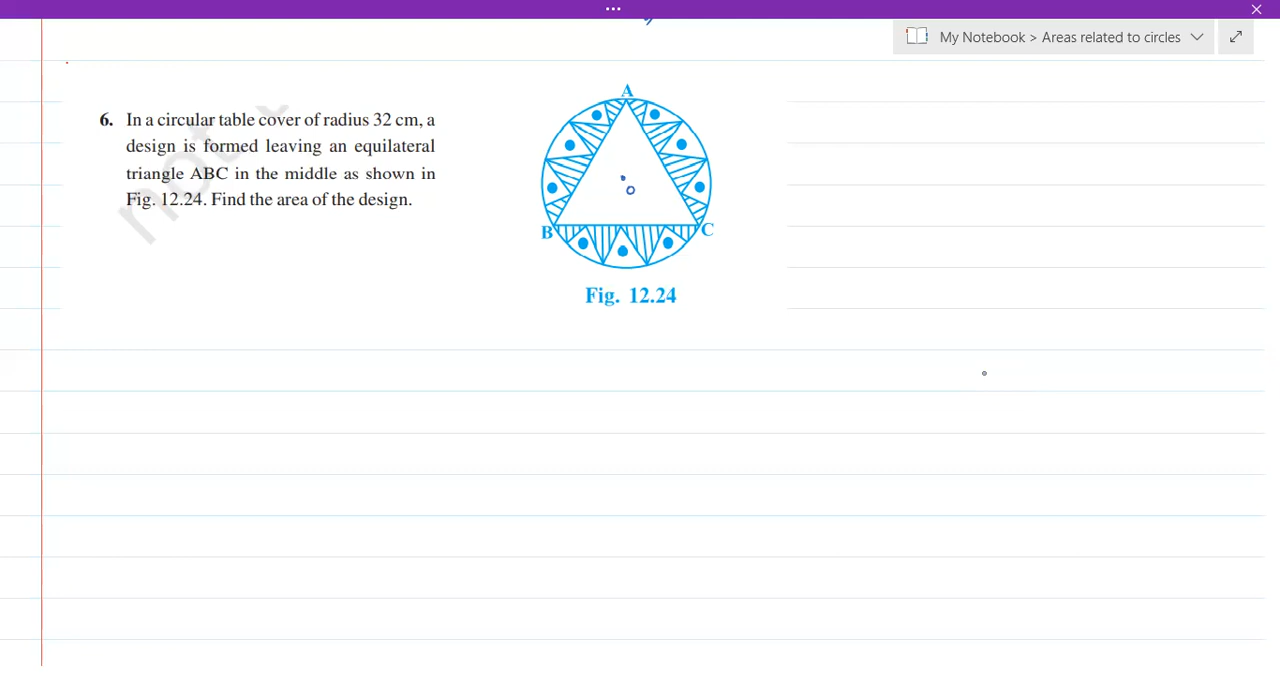 ...
My Notebook > Areas related to circles
6. In a circular table cover of radius 32 cm, a
design is formed leaving an equilateral
triangle ABC in the middle as shown in
Fig. 12.24. Find the area of the design.
not
A
o
B
C
Fig. 12.24